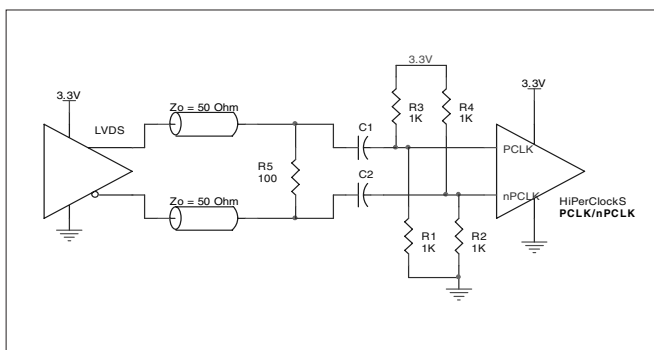 3.3V
3.3V
3.3V
Zo = 50 Ohm
LVDS
R3
1K
R4
1K
C1
PCLK
R5
100
C2
Zo = 50 Ohm
nPCLK
HiPerClockS
PCLK/nPCLK
R1
1K
R2
1K